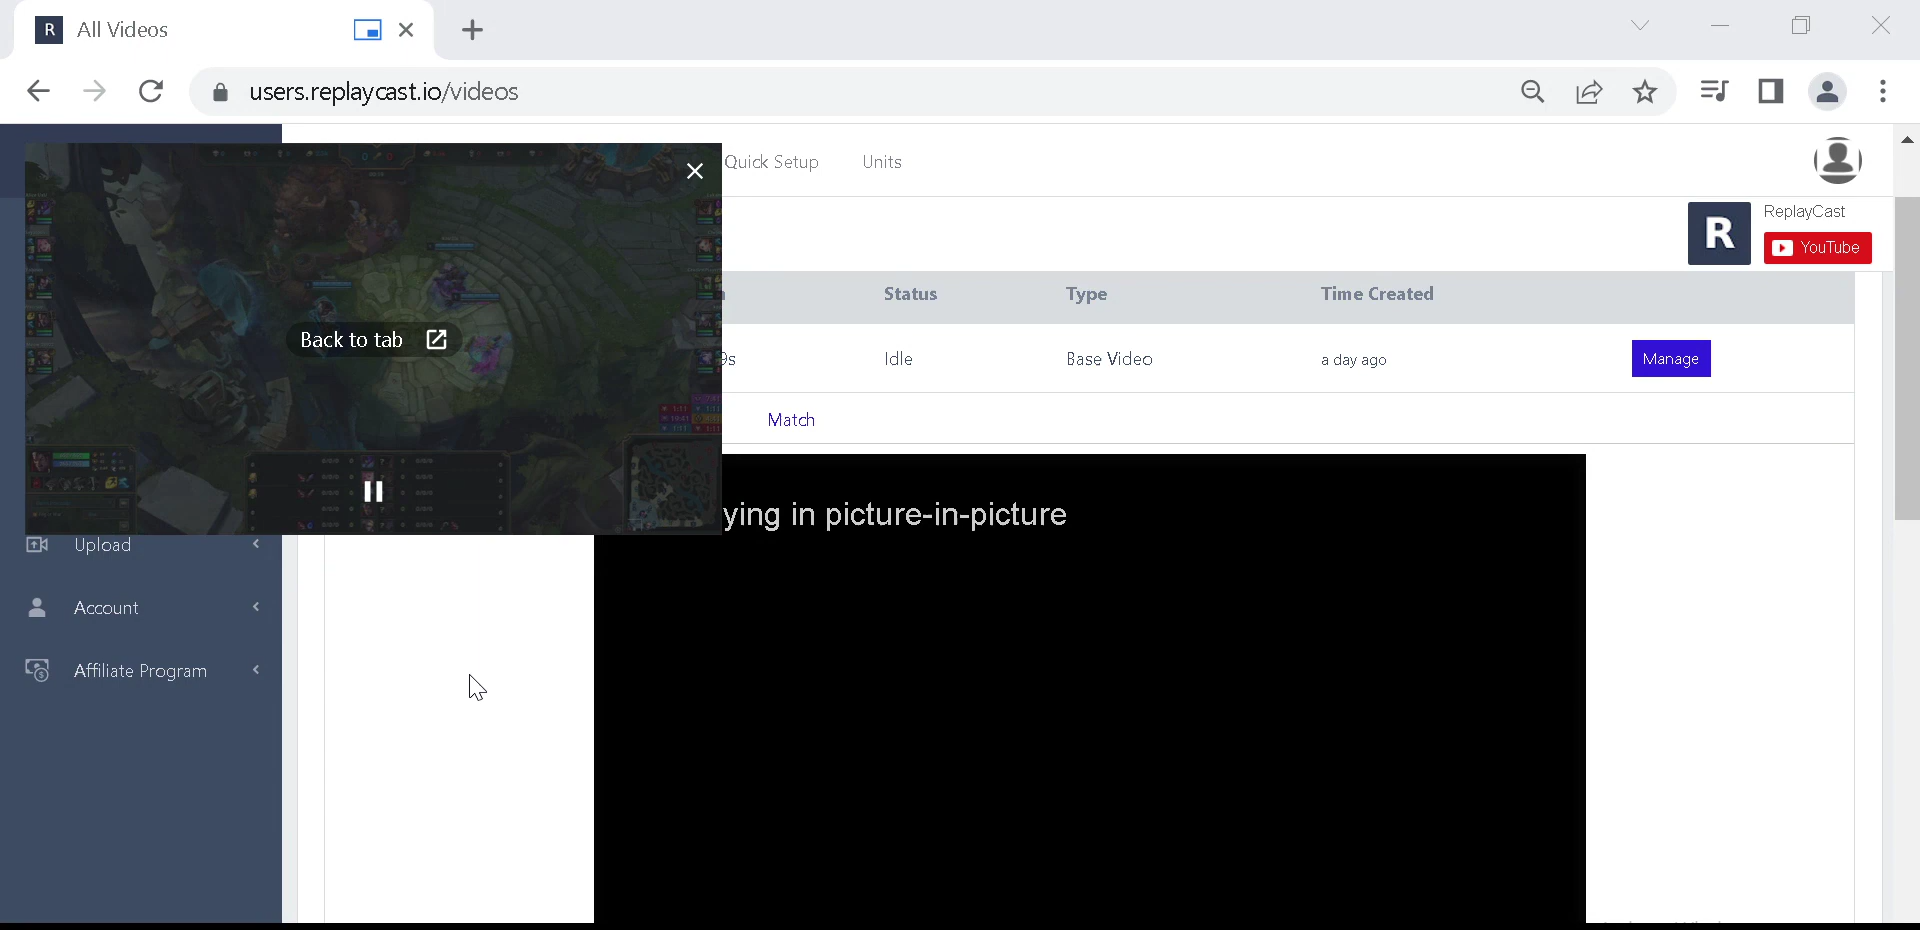 R All Videos
users.replaycast.io/videos
Quick Setup Units
ReplayCast
R YouTube
Status Type Time Created
Back to tab
9s Idle Base Video a day ago Manage
Match
ying in picture-in-picture
Upload
Account
Affiliate Program